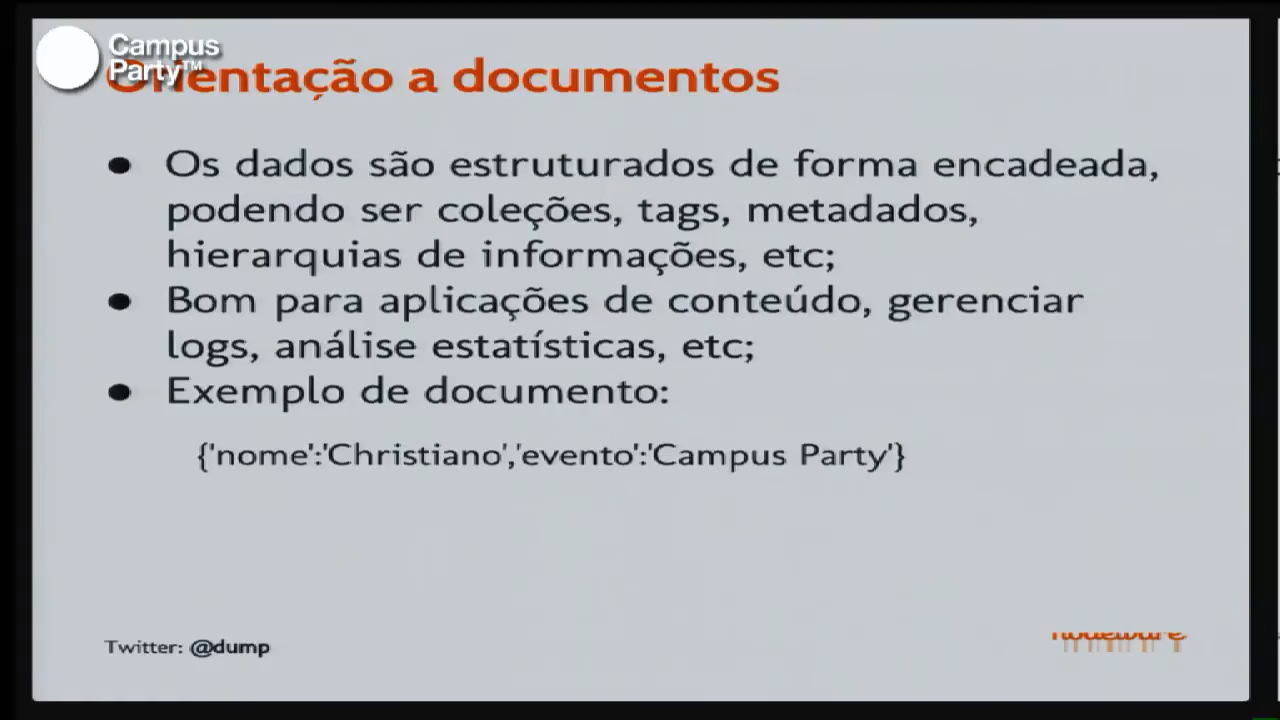 Campus
Party™
Orientação a documentos
● Os dados são estruturados de forma encadeada,
podendo ser coleções, tags, metadados,
hierarquias de informações, etc;
● Bom para aplicações de conteúdo, gerenciar
logs, análise estatísticas, etc;
● Exemplo de documento:
{'nome':'Christiano','evento':'Campus Party'}
Twitter: @dump